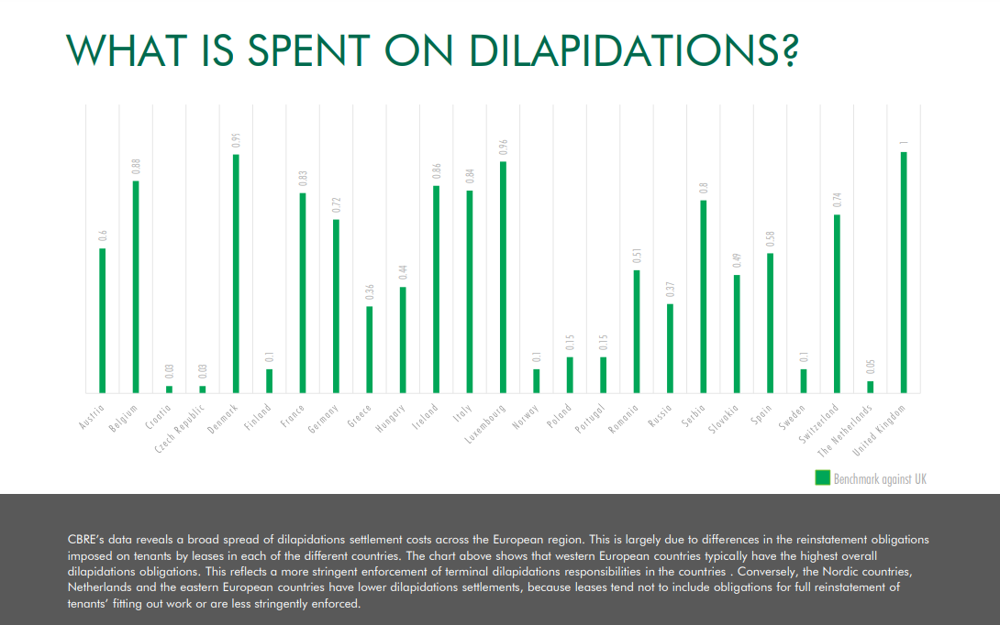 WHAT IS SPENT ON DILAPIDATIONS?
0.6
0.88
0.03
0.03
0.95
0.1
0.83
0.72
0.36
0.44
0.86
0.84
0.96
0.1
0.15
0.15
0.51
0.37
0.8
0.49
0.58
0.1
0.74
0.05
1
Austria
Belgium
Croatia
Czech Republic
Denmark
Finland
France
Germany
Greece
Hungary
Ireland
Italy
Luxembourg
Norway
Poland
Portugal
Romania
Russia
Serbia
Slovakia
Spain
Sweden
Switzerland
The Netherlands
United Kingdom
Benchmark against UK
CBRE's data reveals a broad spread of dilapidations settlement costs across the European region. This is largely due to differences in the reinstatement obligations
imposed on tenants by leases in each of the different countries. The chart above shows that western European countries typically have the highest overall
dilapidations obligations. This reflects a more stringent enforcement of terminal dilapidations responsibilities in the countries . Conversely, the Nordic countries,
Netherlands and the eastern European countries have lower dilapidations settlements, because leases tend not to include obligations for full reinstatement of
tenants' fitting out work or are less stringently enforced.